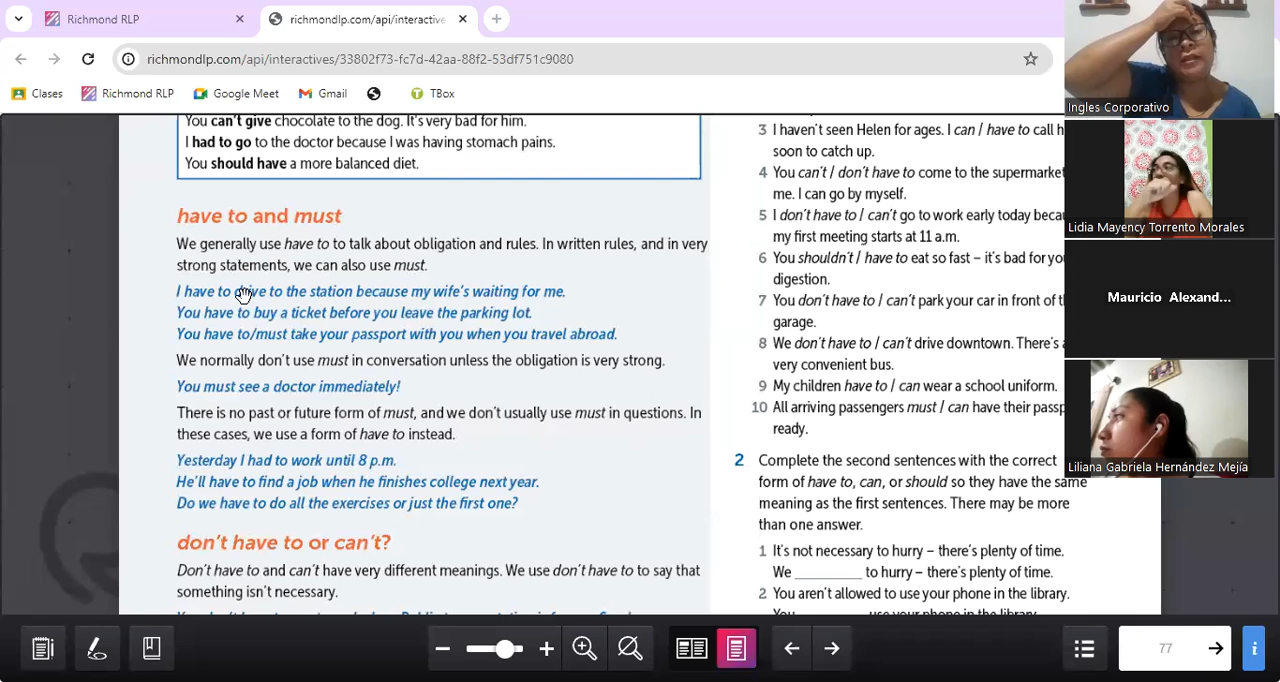 Richmond RLP
richmondlp.com/api/interactive
richmondlp.com/api/interactives/33802f73-fc7d-42aa-88f2-53df751c9080
Clases
Richmond RLP
Google Meet
Gmail
TBox
You can't give chocolate to the dog. It's very bad for him.
I had to go to the doctor because I was having stomach pains.
You should have a more balanced diet.
have to and must
We generally use have to to talk about obligation and rules. In written rules, and in very
strong statements, we can also use must.
I have to drive to the station because my wife's waiting for me.
You have to buy a ticket before you leave the parking lot.
You have to/must take your passport with you when you travel abroad.
We normally don't use must in conversation unless the obligation is very strong.
You must see a doctor immediately!
There is no past or future form of must, and we don't usually use must in questions. In
these cases, we use a form of have to instead.
Yesterday I had to work until 8 p.m.
He'll have to find a job when he finishes college next year.
Do we have to do all the exercises or just the first one?
don't have to or can't?
Don't have to and can't have very different meanings. We use don't have to to say that
something isn't necessary.
3 I haven't seen Helen for ages. I can / have to call h
soon to catch up.
4 You can't / don't have to come to the supermarket
me. I can go by myself.
5 I don't have to / can't go to work early today beca
my first meeting starts at 11 a.m.
6 You shouldn't / have to eat so fast – it's bad for you
digestion.
7 You don't have to / can't park your car in front of t
garage.
8 We don't have to / can't drive downtown. There's
very convenient bus.
9 My children have to / can wear a school uniform.
10 All arriving passengers must / can have their passp
ready.
2 Complete the second sentences with the correct
form of have to, can, or should so they have the same
meaning as the first sentences. There may be more
than one answer.
1 It's not necessary to hurry – there's plenty of time.
We ________ to hurry – there's plenty of time.
2 You aren't allowed to use your phone in the library.
You ________ use your phone in the library.
Ingles Corporativo
Lidia Mayency Torrento Morales
Mauricio Alexand...
Liliana Gabriela Hernández Mejía
77